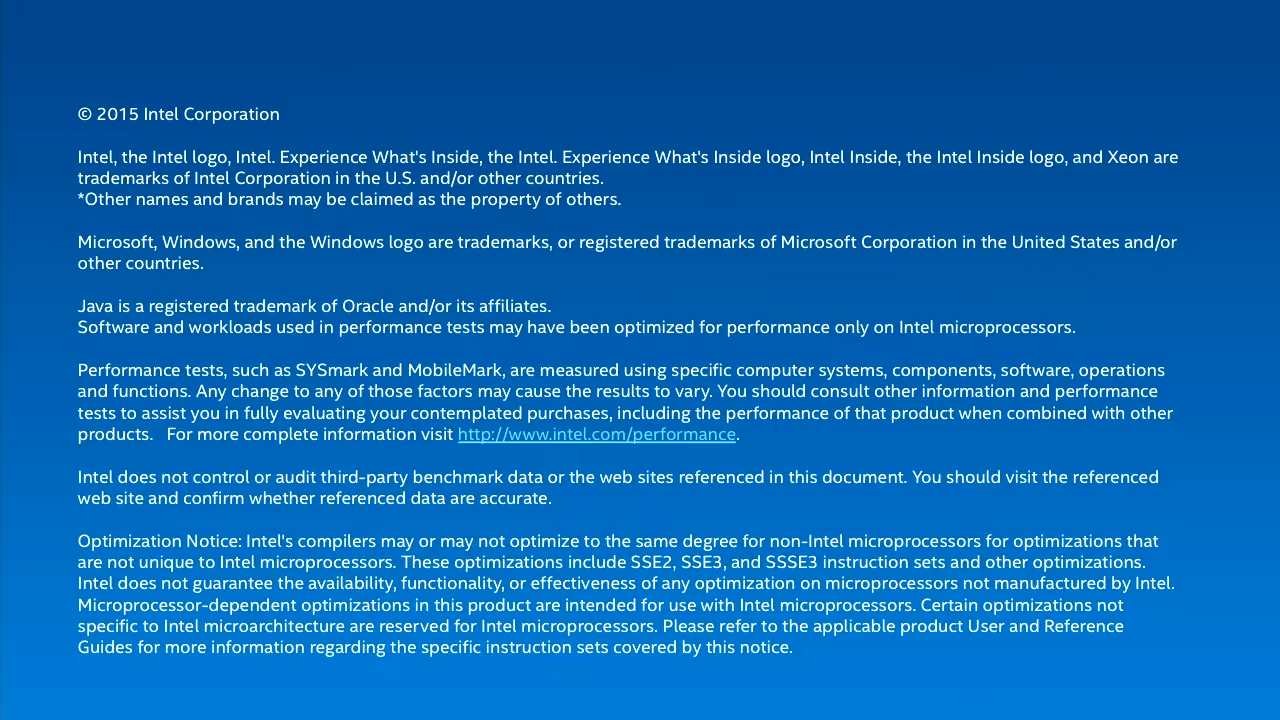 © 2015 Intel Corporation
Intel, the Intel logo, Intel. Experience What's Inside, the Intel. Experience What's Inside logo, Intel Inside, the Intel Inside logo, and Xeon are
trademarks of Intel Corporation in the U.S. and/or other countries.
*Other names and brands may be claimed as the property of others.
Microsoft, Windows, and the Windows logo are trademarks, or registered trademarks of Microsoft Corporation in the United States and/or
other countries.
Java is a registered trademark of Oracle and/or its affiliates.
Software and workloads used in performance tests may have been optimized for performance only on Intel microprocessors.
Performance tests, such as SYSmark and MobileMark, are measured using specific computer systems, components, software, operations
and functions. Any change to any of those factors may cause the results to vary. You should consult other information and performance
tests to assist you in fully evaluating your contemplated purchases, including the performance of that product when combined with other
products.   For more complete information visit http://www.intel.com/performance.
Intel does not control or audit third-party benchmark data or the web sites referenced in this document. You should visit the referenced
web site and confirm whether referenced data are accurate.
Optimization Notice: Intel's compilers may or may not optimize to the same degree for non-Intel microprocessors for optimizations that
are not unique to Intel microprocessors. These optimizations include SSE2, SSE3, and SSSE3 instruction sets and other optimizations.
Intel does not guarantee the availability, functionality, or effectiveness of any optimization on microprocessors not manufactured by Intel.
Microprocessor-dependent optimizations in this product are intended for use with Intel microprocessors. Certain optimizations not
specific to Intel microarchitecture are reserved for Intel microprocessors. Please refer to the applicable product User and Reference
Guides for more information regarding the specific instruction sets covered by this notice.